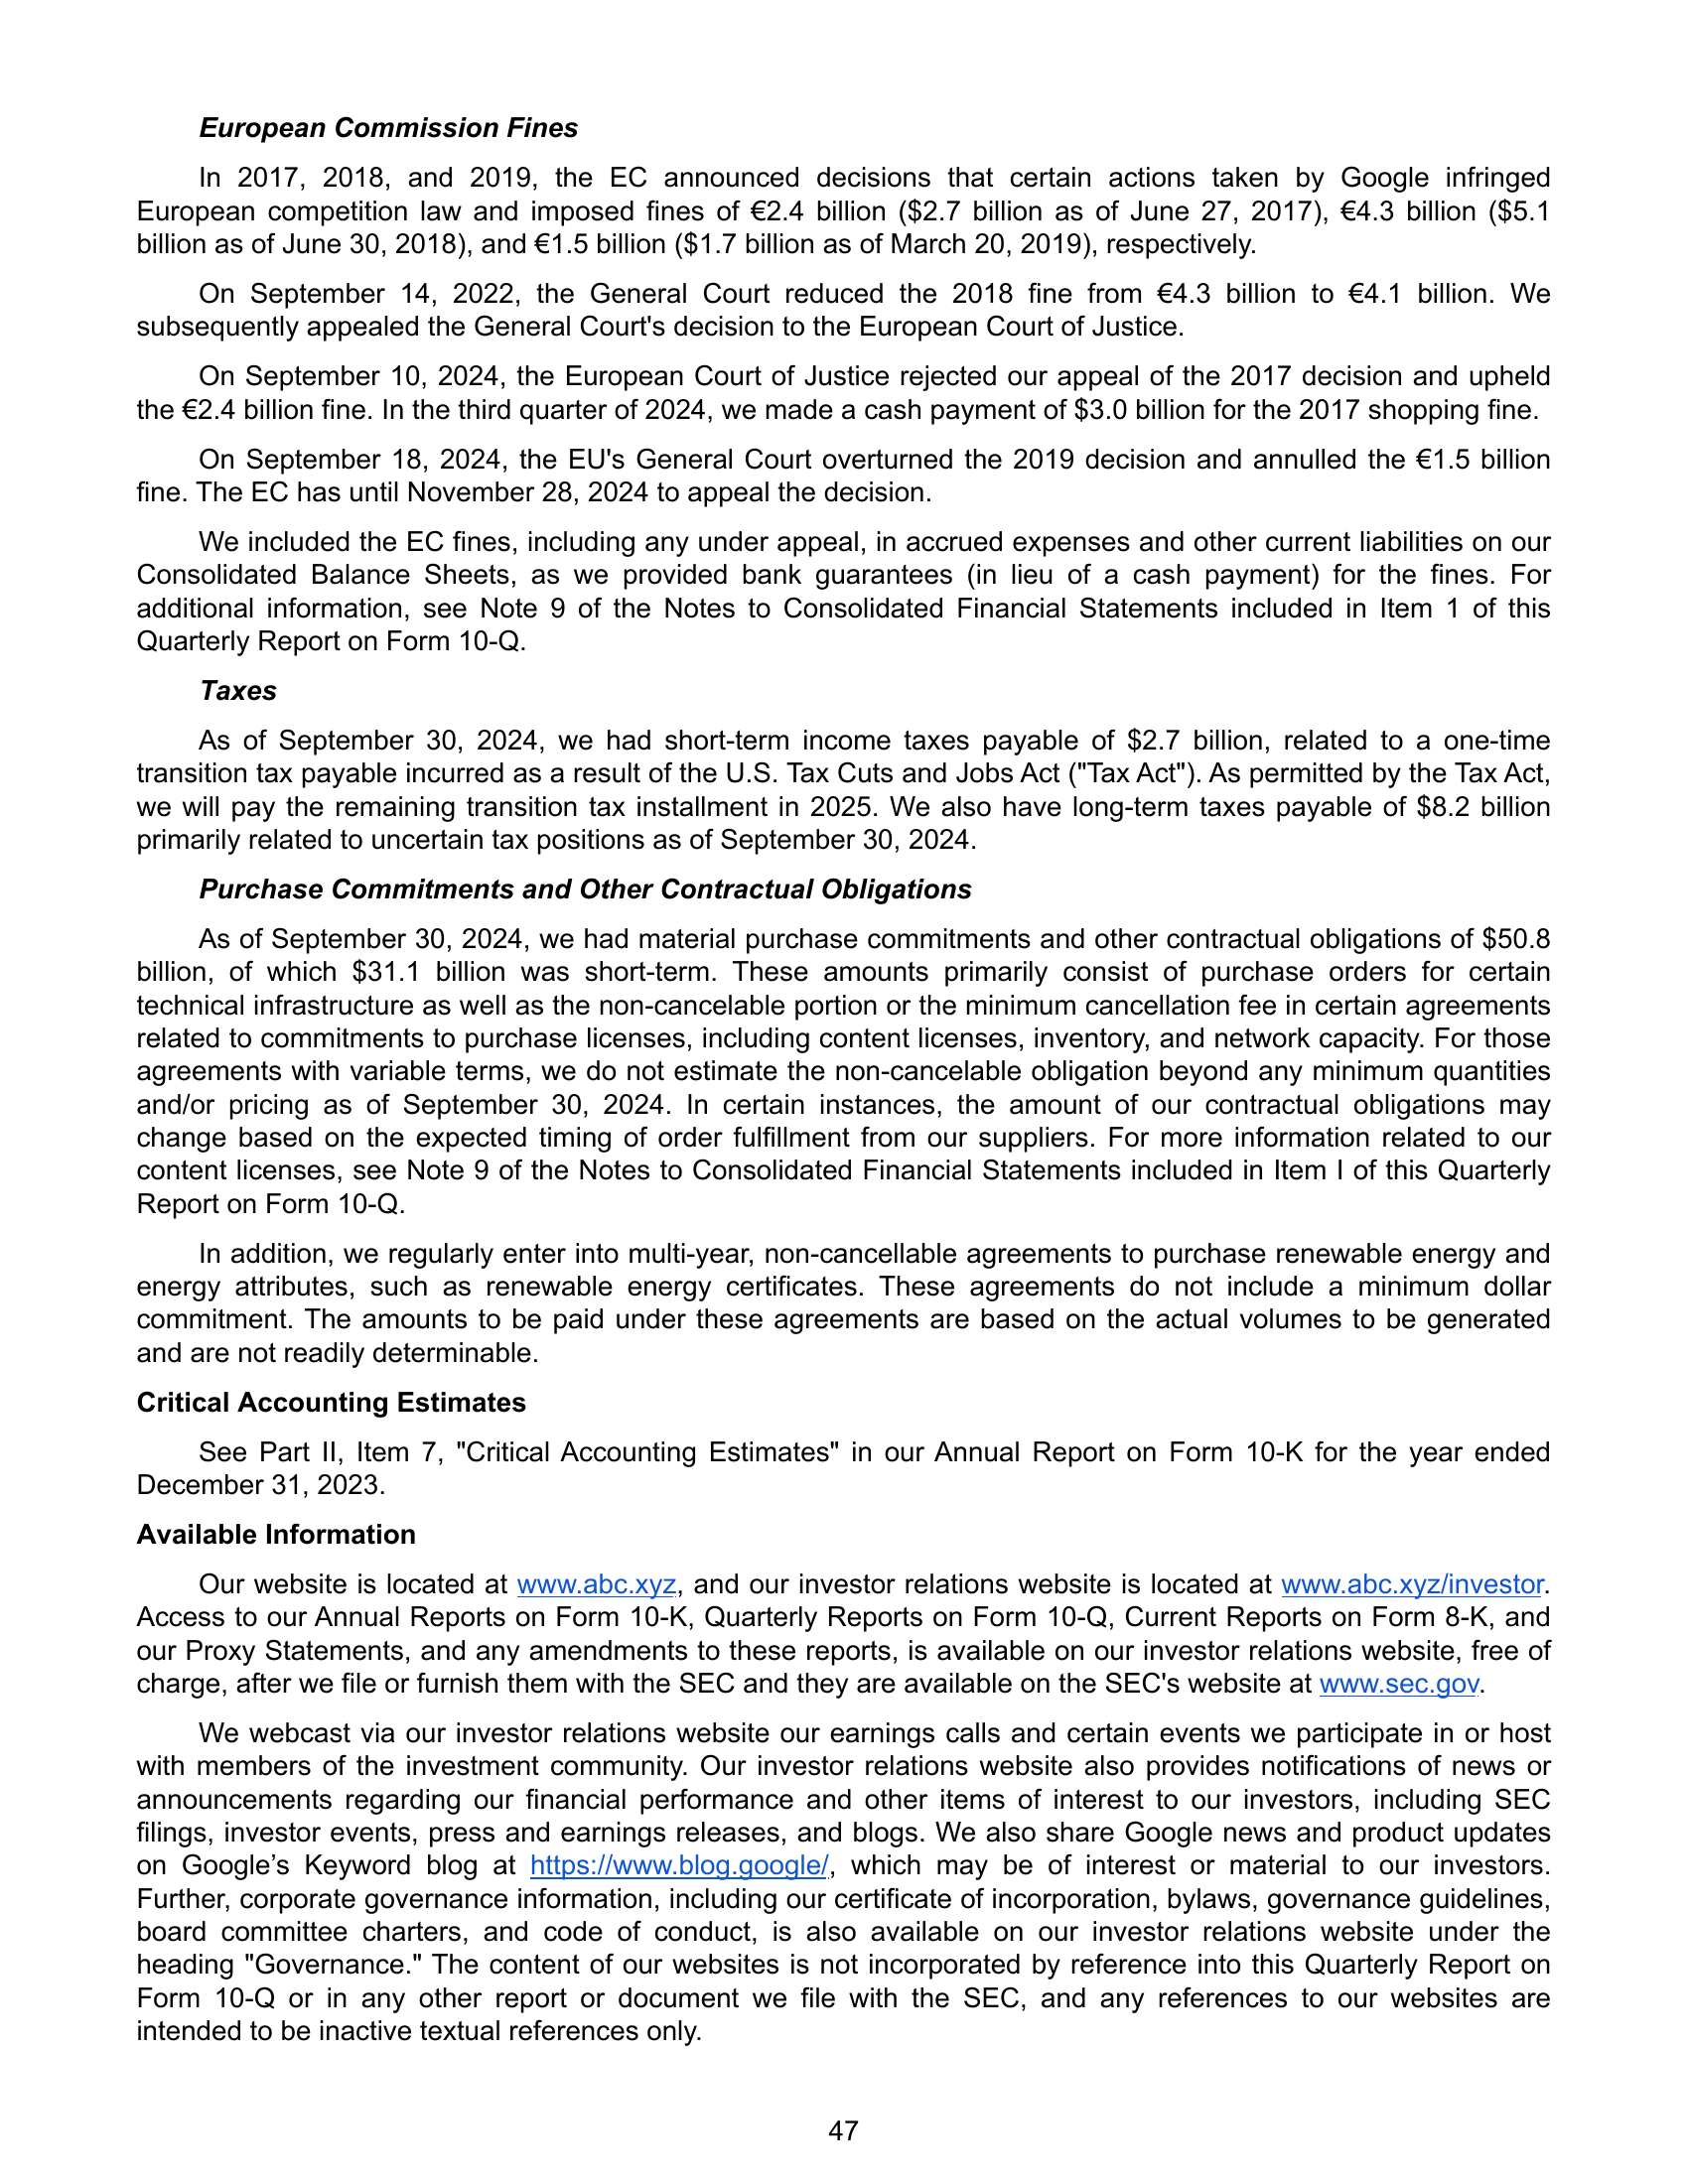 European Commission Fines
In 2017, 2018, and 2019, the EC announced decisions that certain actions taken by Google infringed
European competition law and imposed fines of €2.4 billion ($2.7 billion as of June 27, 2017), €4.3 billion ($5.1
billion as of June 30, 2018), and €1.5 billion ($1.7 billion as of March 20, 2019), respectively.
On September 14, 2022, the General Court reduced the 2018 fine from €4.3 billion to €4.1 billion. We
subsequently appealed the General Court's decision to the European Court of Justice.
On September 10, 2024, the European Court of Justice rejected our appeal of the 2017 decision and upheld
the €2.4 billion fine. In the third quarter of 2024, we made a cash payment of $3.0 billion for the 2017 shopping fine.
On September 18, 2024, the EU's General Court overturned the 2019 decision and annulled the €1.5 billion
fine. The EC has until November 28, 2024 to appeal the decision.
We included the EC fines, including any under appeal, in accrued expenses and other current liabilities on our
Consolidated Balance Sheets, as we provided bank guarantees (in lieu of a cash payment) for the fines. For
additional information, see Note 9 of the Notes to Consolidated Financial Statements included in Item 1 of this
Quarterly Report on Form 10-Q.
Taxes
As of September 30, 2024, we had short-term income taxes payable of $2.7 billion, related to a one-time
transition tax payable incurred as a result of the U.S. Tax Cuts and Jobs Act ("Tax Act"). As permitted by the Tax Act,
we will pay the remaining transition tax installment in 2025. We also have long-term taxes payable of $8.2 billion
primarily related to uncertain tax positions as of September 30, 2024.
Purchase Commitments and Other Contractual Obligations
As of September 30, 2024, we had material purchase commitments and other contractual obligations of $50.8
billion, of which $31.1 billion was short-term. These amounts primarily consist of purchase orders for certain
technical infrastructure as well as the non-cancelable portion or the minimum cancellation fee in certain agreements
related to commitments to purchase licenses, including content licenses, inventory, and network capacity. For those
agreements with variable terms, we do not estimate the non-cancelable obligation beyond any minimum quantities
and/or pricing as of September 30, 2024. In certain instances, the amount of our contractual obligations may
change based on the expected timing of order fulfillment from our suppliers. For more information related to our
content licenses, see Note 9 of the Notes to Consolidated Financial Statements included in Item I of this Quarterly
Report on Form 10-Q.
In addition, we regularly enter into multi-year, non-cancellable agreements to purchase renewable energy and
energy attributes, such as renewable energy certificates. These agreements do not include a minimum dollar
commitment. The amounts to be paid under these agreements are based on the actual volumes to be generated
and are not readily determinable.
Critical Accounting Estimates
See Part II, Item 7, "Critical Accounting Estimates" in our Annual Report on Form 10-K for the year ended
December 31, 2023.
Available Information
Our website is located at www.abc.xyz, and our investor relations website is located at www.abc.xyz/investor.
Access to our Annual Reports on Form 10-K, Quarterly Reports on Form 10-Q, Current Reports on Form 8-K, and
our Proxy Statements, and any amendments to these reports, is available on our investor relations website, free of
charge, after we file or furnish them with the SEC and they are available on the SEC's website at www.sec.gov.
We webcast via our investor relations website our earnings calls and certain events we participate in or host
with members of the investment community. Our investor relations website also provides notifications of news or
announcements regarding our financial performance and other items of interest to our investors, including SEC
filings, investor events, press and earnings releases, and blogs. We also share Google news and product updates
on Google’s Keyword blog at https://www.blog.google/, which may be of interest or material to our investors.
Further, corporate governance information, including our certificate of incorporation, bylaws, governance guidelines,
board committee charters, and code of conduct, is also available on our investor relations website under the
heading "Governance." The content of our websites is not incorporated by reference into this Quarterly Report on
Form 10-Q or in any other report or document we file with the SEC, and any references to our websites are
intended to be inactive textual references only.
47